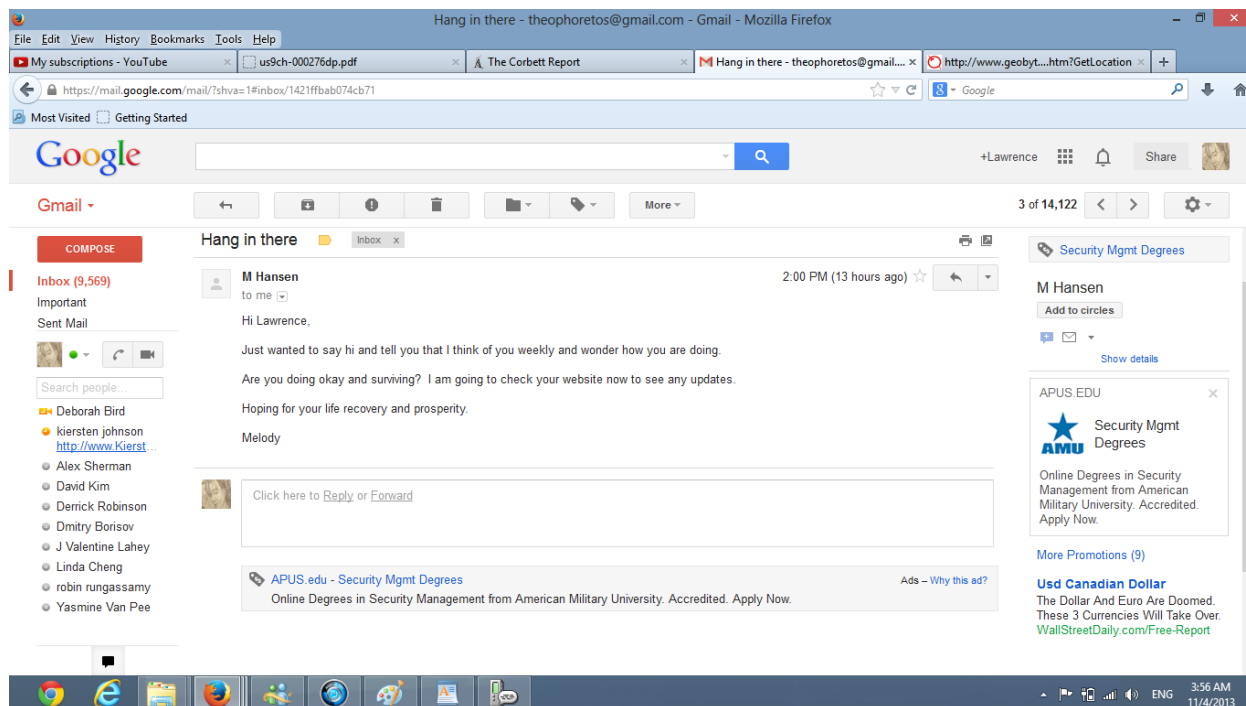 Hang in there - theophoretos@gmail.com - Gmail - Mozilla Firefox
File Edit View History Bookmarks Tools Help
My subscriptions - YouTube × us9ch-000276dp.pdf × The Corbett Report × Hang in there - theophoretos@gmail.... × http://www.geobyt....htm?GetLocation × +
https://mail.google.com/mail/?shva=1#inbox/1421ffbab074cb71 Google
Most Visited Getting Started
Google +Lawrence Share
Gmail More 3 of 14,122
COMPOSE
Inbox (9,569)
Important
Sent Mail
Search people...
Deborah Bird
kiersten johnson
http://www.Kierst...
Alex Sherman
David Kim
Derrick Robinson
Dmitry Borisov
J Valentine Lahey
Linda Cheng
robin rungassamy
Yasmine Van Pee
Hang in there Inbox x
M Hansen 2:00 PM (13 hours ago)
to me
Hi Lawrence,
Just wanted to say hi and tell you that I think of you weekly and wonder how you are doing.
Are you doing okay and surviving? I am going to check your website now to see any updates.
Hoping for your life recovery and prosperity.
Melody
Click here to Reply or Forward
APUS.edu - Security Mgmt Degrees Ads – Why this ad?
Online Degrees in Security Management from American Military University. Accredited. Apply Now.
Security Mgmt Degrees
M Hansen
Add to circles
Show details
APUS.EDU ×
AMU
Security Mgmt
Degrees
Online Degrees in Security
Management from American
Military University. Accredited.
Apply Now.
More Promotions (9)
Usd Canadian Dollar
The Dollar And Euro Are Doomed.
These 3 Currencies Will Take Over.
WallStreetDaily.com/Free-Report
ENG 3:56 AM
11/4/2013